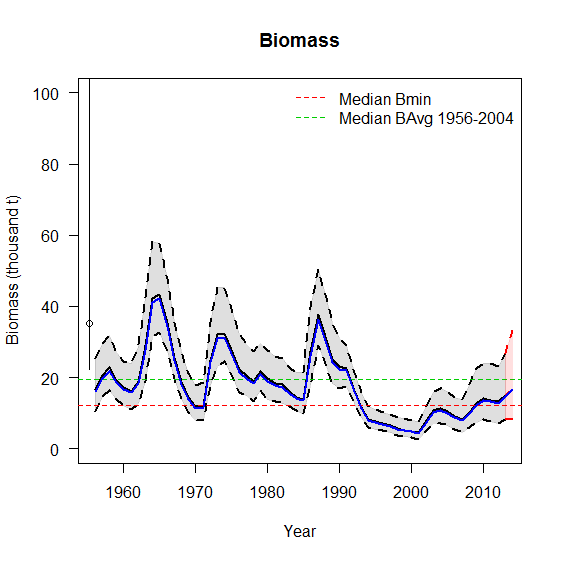 Biomass
Median Bmin
Median BAvg 1956-2004
Biomass (thousand t)
100
80
60
40
20
0
1960 1970 1980 1990 2000 2010
Year